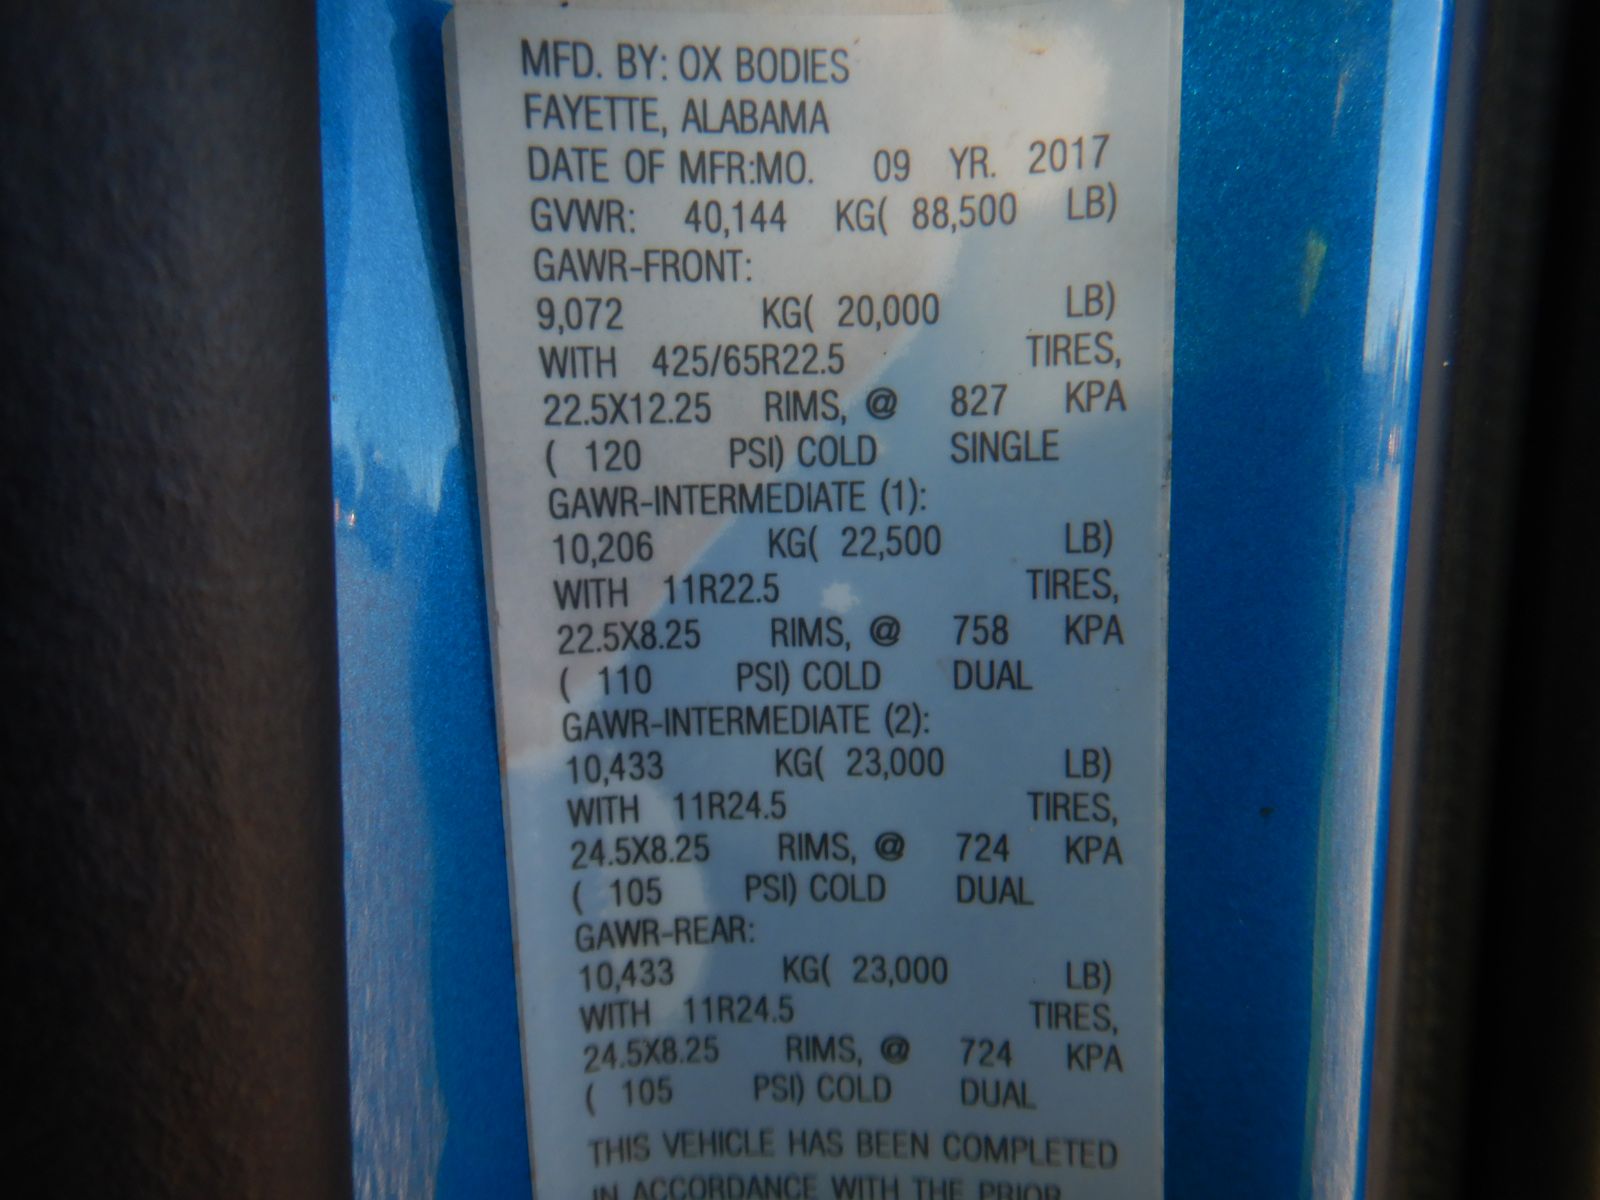 MFD. BY: OX BODIES
FAYETTE, ALABAMA
DATE OF MFR:MO. 09 YR. 2017
GVWR: 40,144 KG( 88,500 LB)
GAWR-FRONT:
9,072 KG( 20,000 LB)
WITH 425/65R22.5 TIRES,
22.5X12.25 RIMS, @ 827 KPA
( 120 PSI) COLD SINGLE
GAWR-INTERMEDIATE (1):
10,206 KG( 22,500 LB)
WITH 11R22.5 TIRES,
22.5X8.25 RIMS, @ 758 KPA
( 110 PSI) COLD DUAL
GAWR-INTERMEDIATE (2):
10,433 KG( 23,000 LB)
WITH 11R24.5 TIRES,
24.5X8.25 RIMS, @ 724 KPA
( 105 PSI) COLD DUAL
GAWR-REAR:
10,433 KG( 23,000 LB)
WITH 11R24.5 TIRES,
24.5X8.25 RIMS, @ 724 KPA
( 105 PSI) COLD DUAL
THIS VEHICLE HAS BEEN COMPLETED
IN ACCORDANCE WITH THE PRIOR